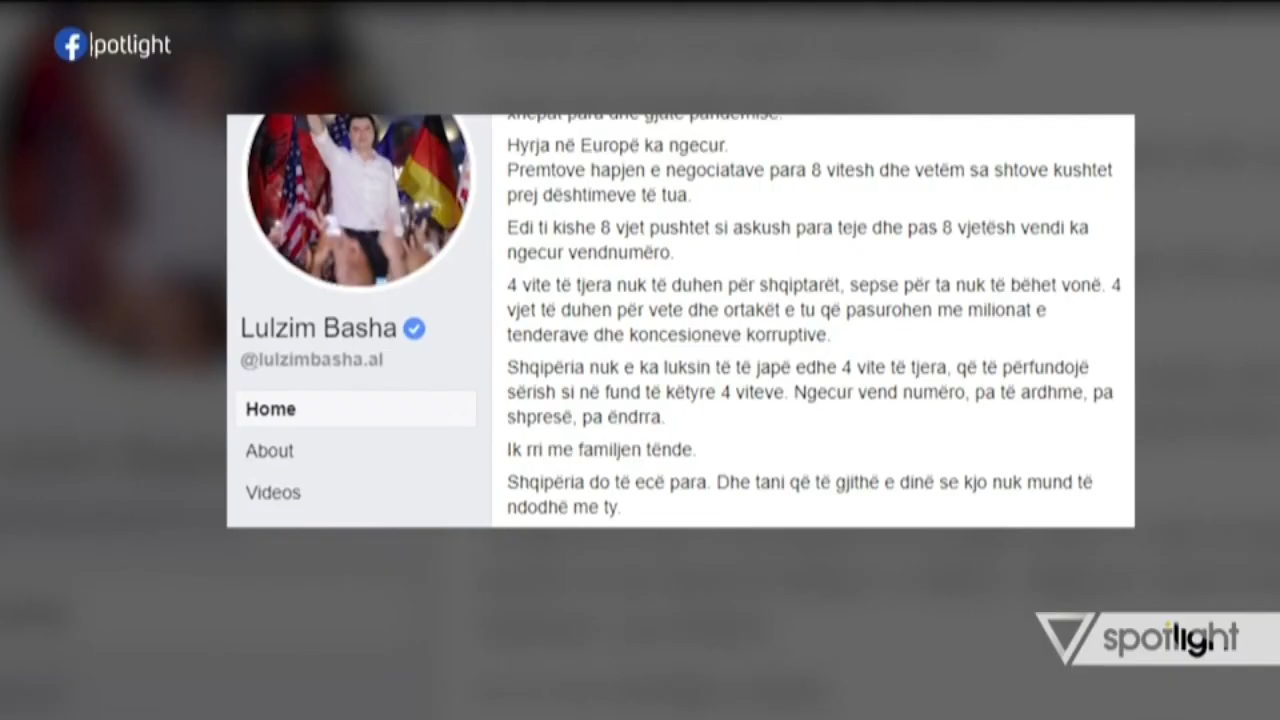 potlight
Hyrja në Europë ka ngecur.
Premtove hapjen e negociatave para 8 vitesh dhe vetëm sa shtove kushtet
prej dështimeve të tua.
Edi ti kishe 8 vjet pushtet si askush para teje dhe pas 8 vjetësh vendi ka
ngecur vendnumëro.
4 vite të tjera nuk të duhen për shqiptarët, sepse për ta nuk të bëhet vonë. 4
vjet të duhen për vete dhe ortakët e tu që pasurohen me milionat e
tenderave dhe koncesioneve korruptive.
Shqipëria nuk e ka luksin të të japë edhe 4 vite të tjera, që të përfundojë
sërish si në fund të këtyre 4 viteve. Ngecur vend numëro, pa të ardhme, pa
shpresë, pa ëndrra.
Ik rri me familjen tënde.
Shqipëria do të ecë para. Dhe tani që të gjithë e dinë se kjo nuk mund të
ndodhë me ty.
Lulzim Basha
@lulzimbasha.al
Home
About
Videos
spotlight